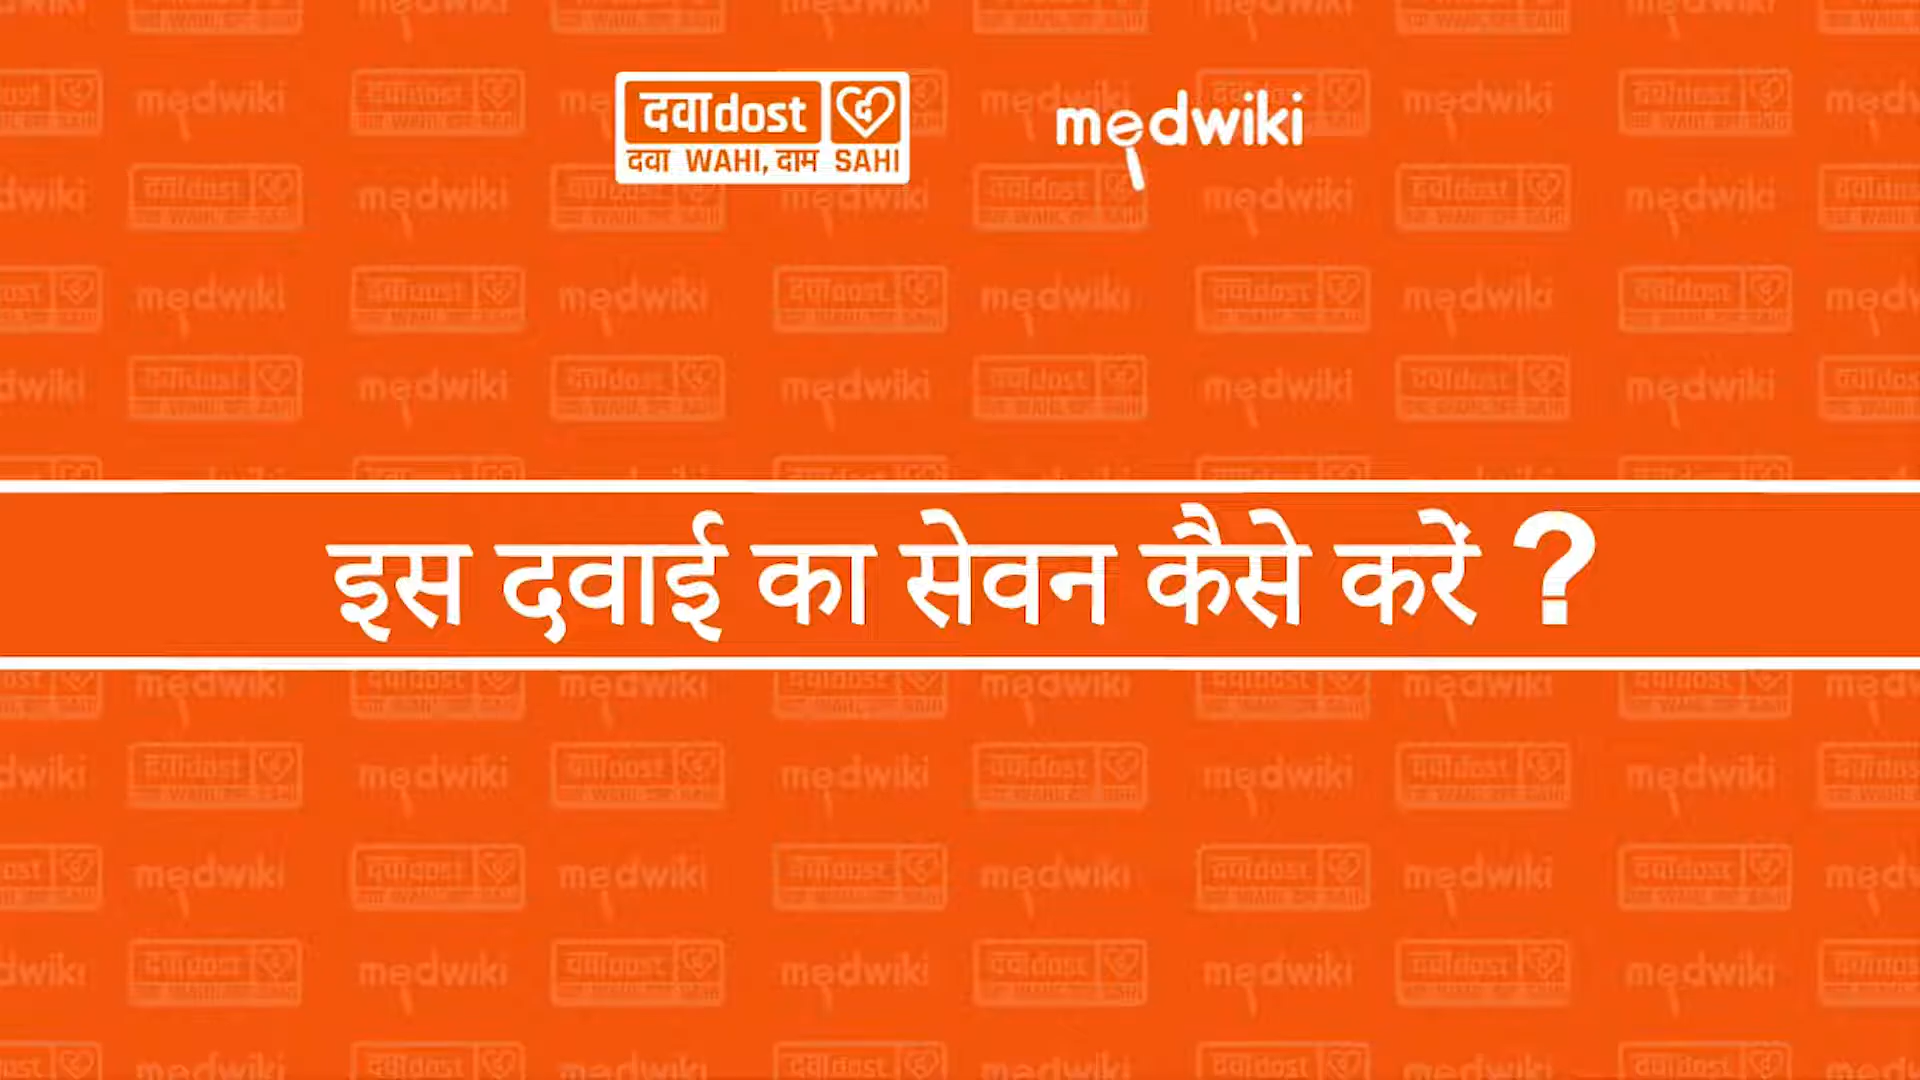 दवाdost
दवा WAHI, दाम SAHI
medwiki
इस दवाई का सेवन कैसे करें ?